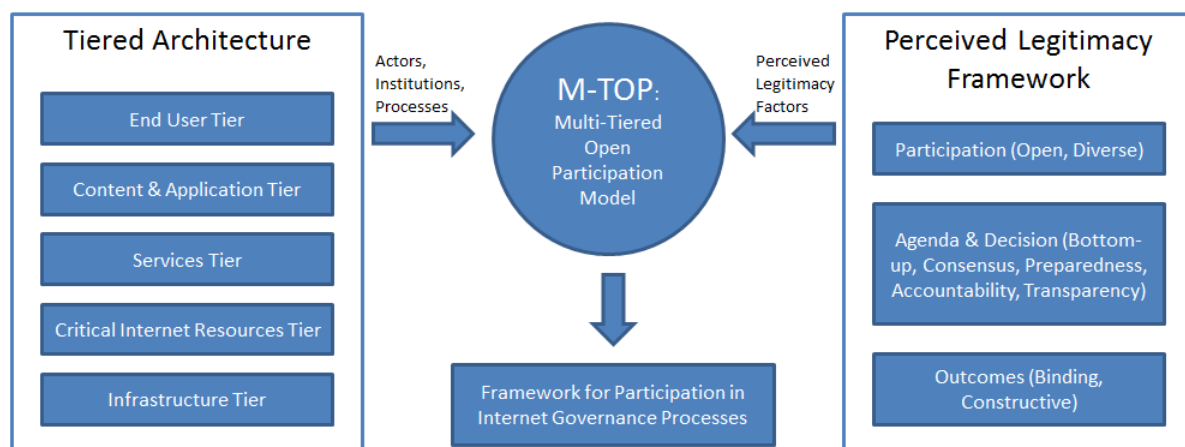 Tiered Architecture
End User Tier
Content & Application Tier
Services Tier
Critical Internet Resources Tier
Infrastructure Tier
Actors,
Institutions,
Processes
M-TOP:
Multi-Tiered
Open
Participation
Model
Framework for Participation in
Internet Governance Processes
Perceived
Legitimacy
Factors
Perceived Legitimacy
Framework
Participation (Open, Diverse)
Agenda & Decision (Bottom-
up, Consensus, Preparedness,
Accountability, Transparency)
Outcomes (Binding,
Constructive)